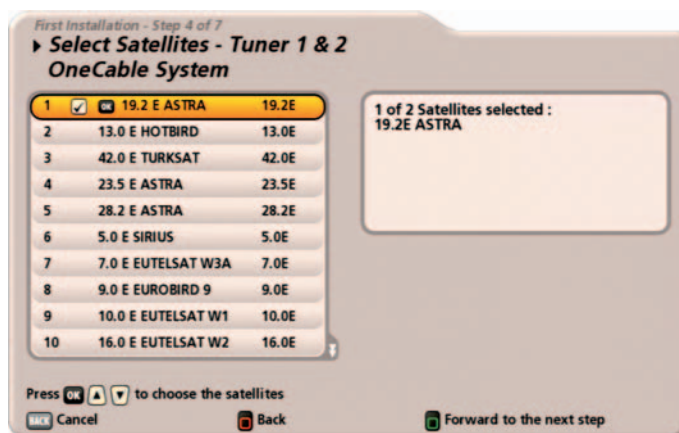 First Installation - Step 4 of 7
Select Satellites - Tuner 1 & 2
OneCable System
1 OK 19.2 E ASTRA 19.2E
2 13.0 E HOTBIRD 13.0E
3 42.0 E TURKSAT 42.0E
4 23.5 E ASTRA 23.5E
5 28.2 E ASTRA 28.2E
6 5.0 E SIRIUS 5.0E
7 7.0 E EUTELSAT W3A 7.0E
8 9.0 E EUROBIRD 9 9.0E
9 10.0 E EUTELSAT W1 10.0E
10 16.0 E EUTELSAT W2 16.0E
1 of 2 Satellites selected :
19.2E ASTRA
Press OK to choose the satellites
BACK Cancel Back Forward to the next step